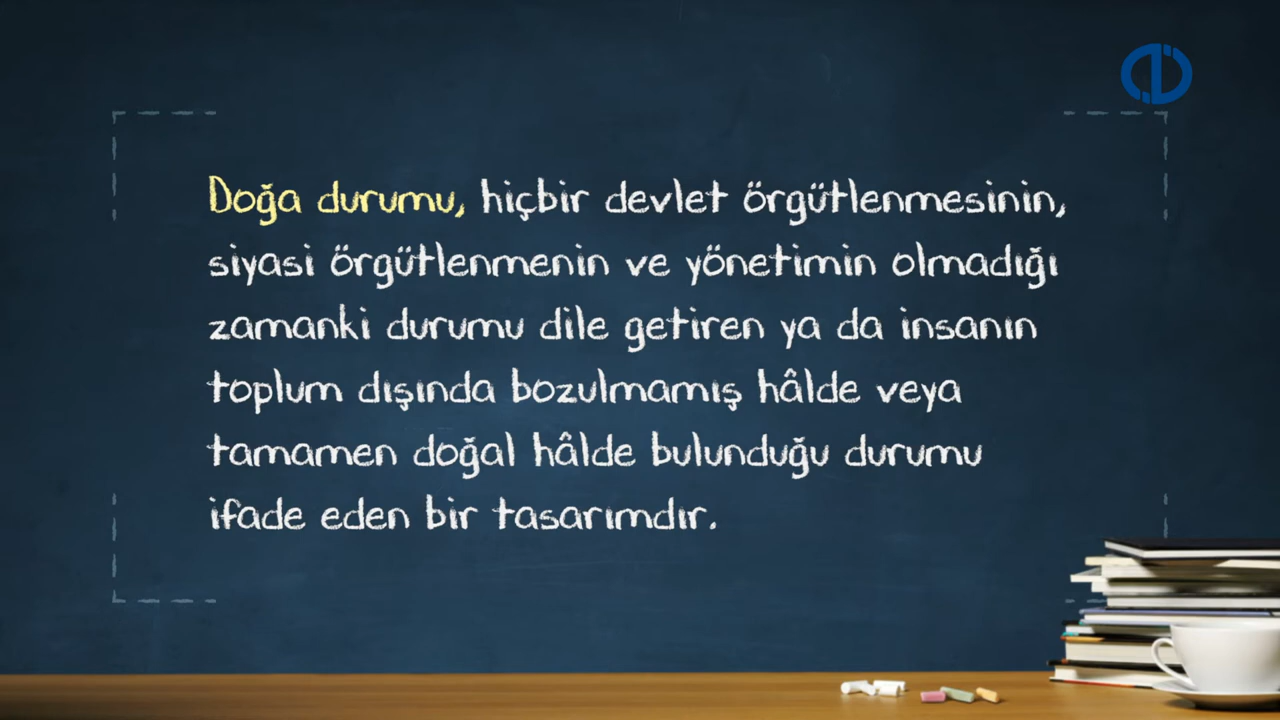 Doğa durumu, hiçbir devlet örgütlenmesinin,
siyasi örgütlenmenin ve yönetimin olmadığı
zamanki durumu dile getiren ya da insanın
toplum dışında bozulmamış hâlde veya
tamamen doğal hâlde bulunduğu durumu
ifade eden bir tasarımdır.